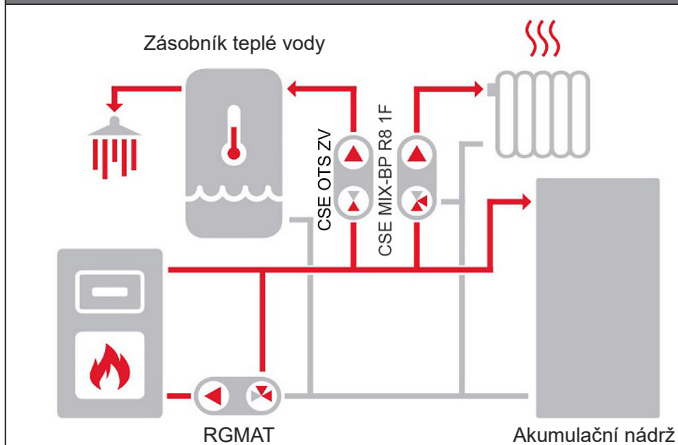 Zásobník teplé vody
CSE OTS ZV
CSE MIX-BP R8 1F
RGMAT
Akumulační nádrž